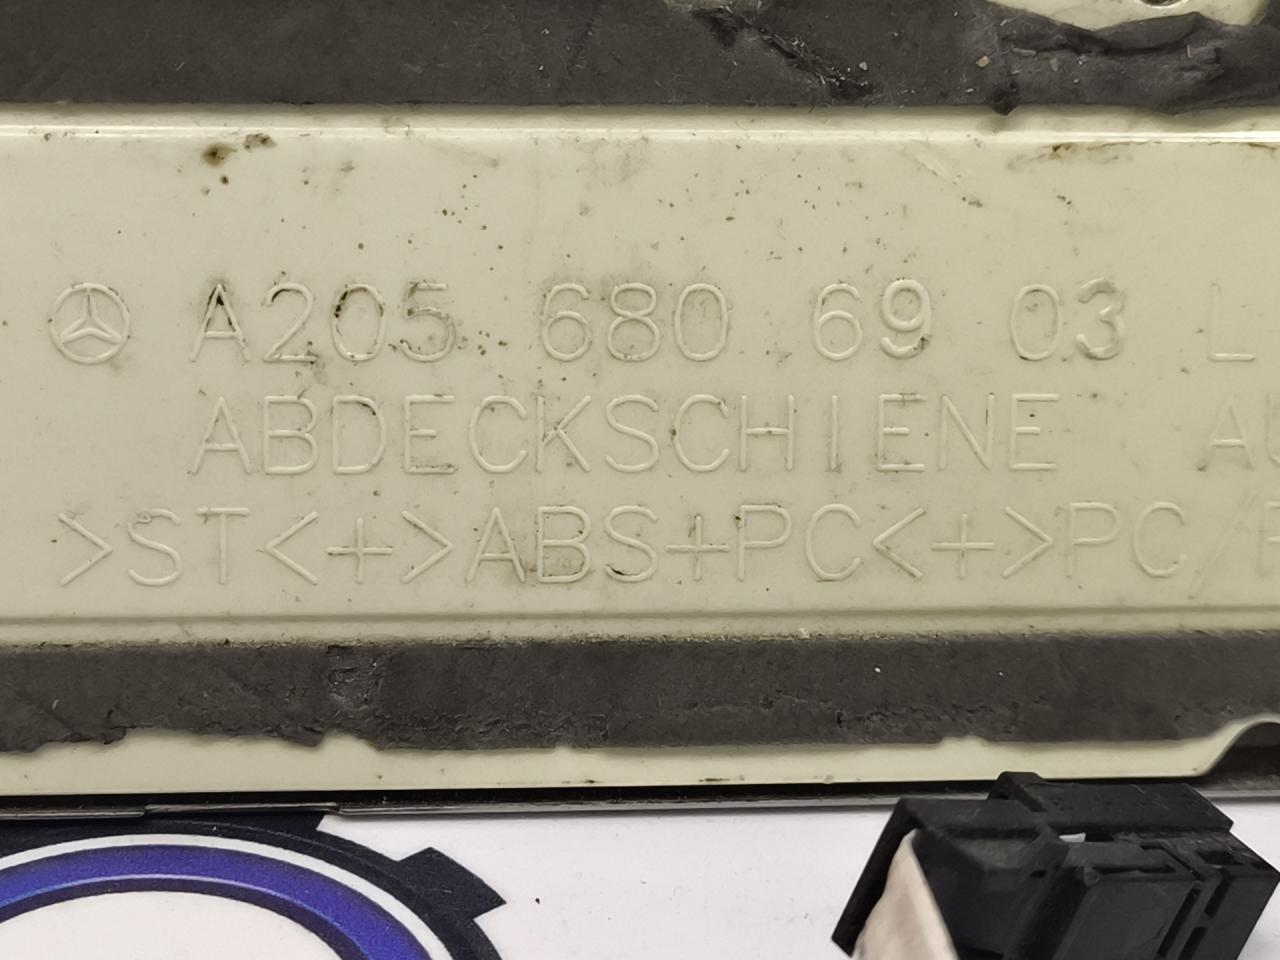 A205 680 69 03 L
ABDECKSCHIENE
>ST<+>ABS+PC<+>PC/